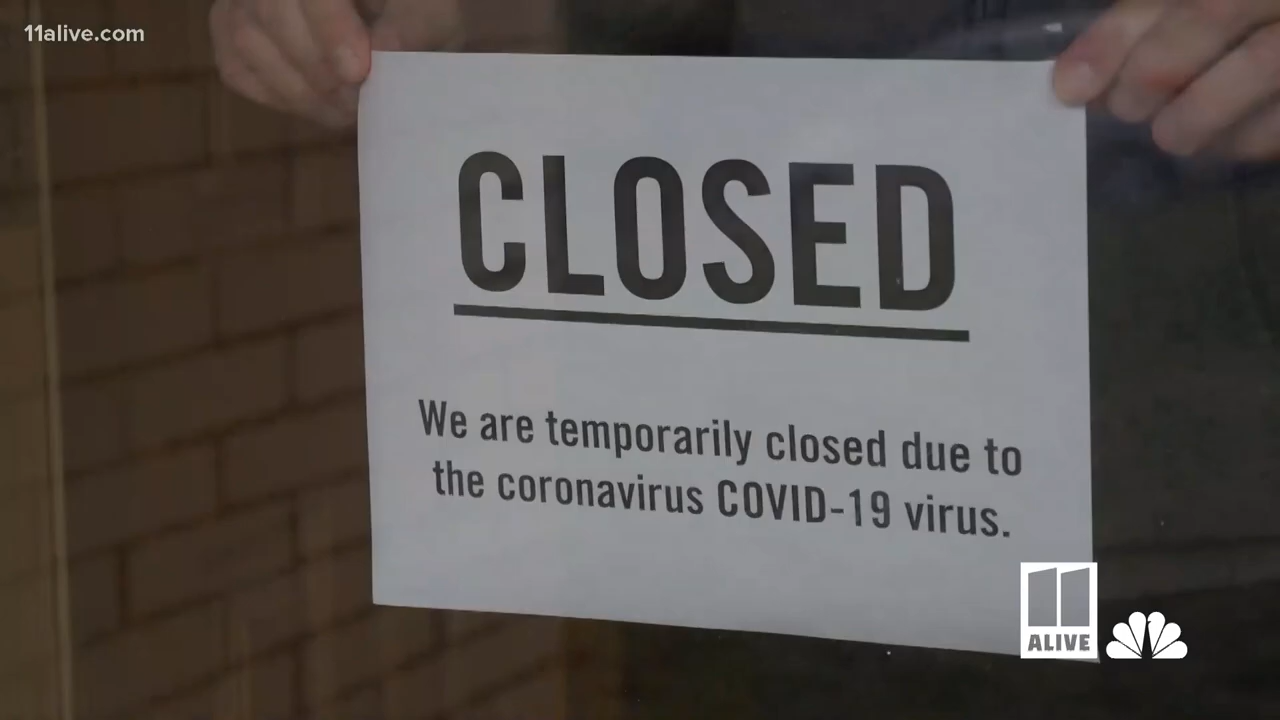 11alive.com
CLOSED
We are temporarily closed due to
the coronavirus COVID-19 virus.
11
ALIVE